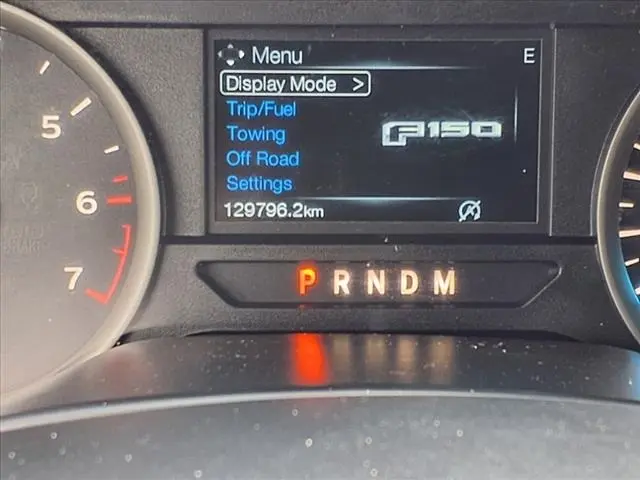 Menu E
Display Mode >
Trip/Fuel
Towing
F150
Off Road
Settings
129796.2km
5
6
7
P R N D M